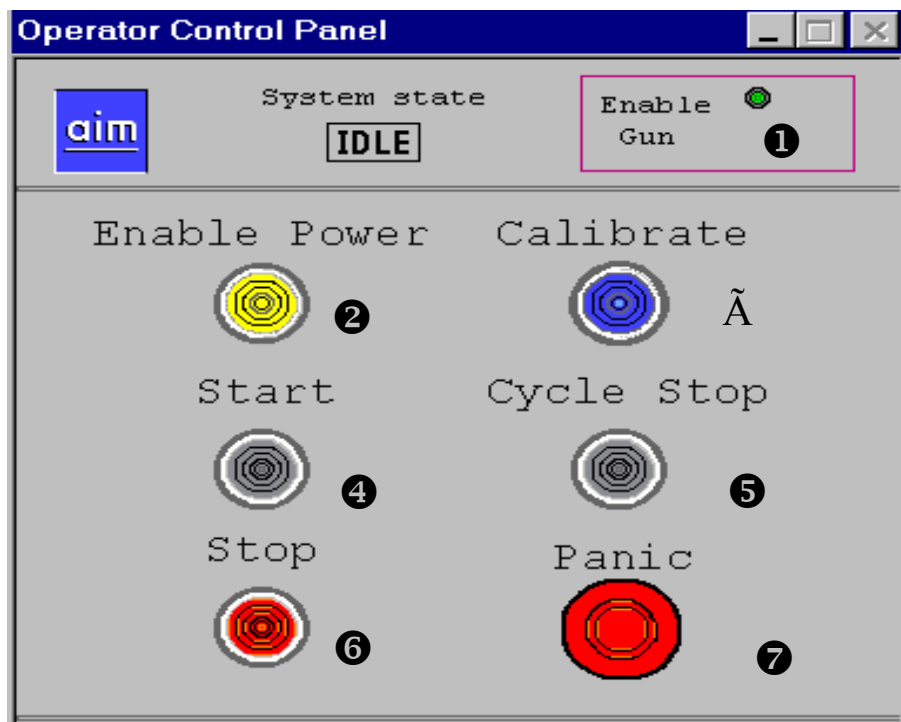 Operator Control Panel
aim
System state
IDLE
Enable
Gun
❶
Enable Power
❷
Calibrate
Ã
Start
❹
Cycle Stop
❺
Stop
❻
Panic
❼